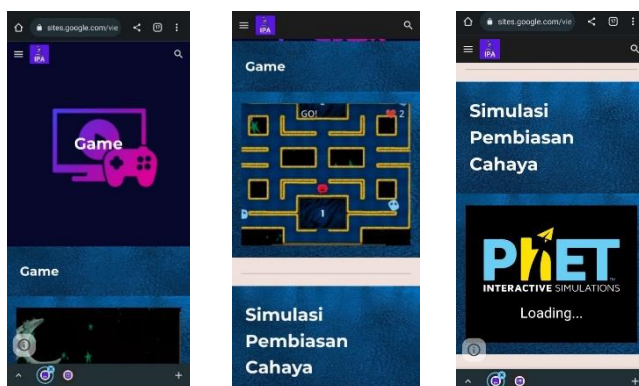 sites.google.com/vie
IPA
Game
Game
IPA
Game
GO!
2
1
Simulasi
Pembiasan
Cahaya
sites.google.com/vie
IPA
Simulasi
Pembiasan
Cahaya
PhET
INTERACTIVE SIMULATIONS
Loading...